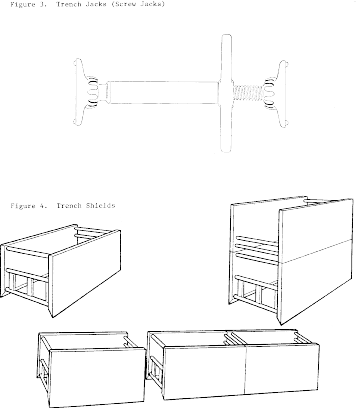 Figure 3. Trench Jacks (Screw Jacks)
Figure 4. Trench Shields